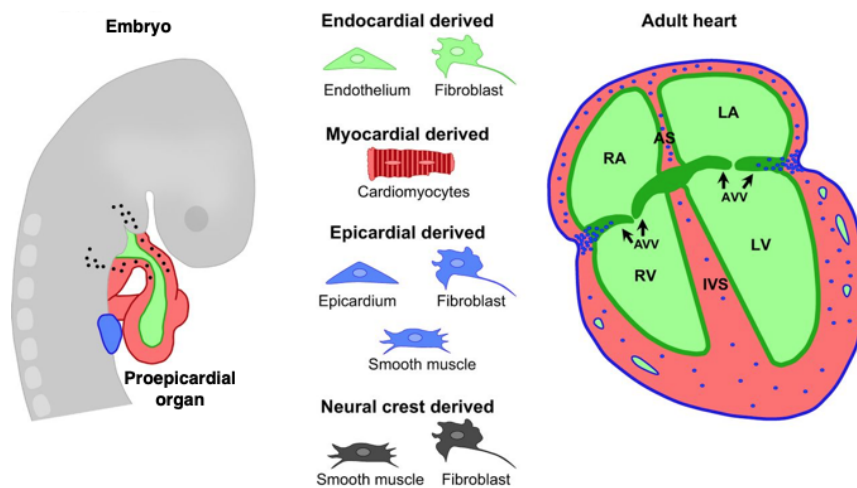 Embryo
Proepicardial
organ
Endocardial derived
Endothelium
Fibroblast
Myocardial derived
Cardiomyocytes
Epicardial derived
Epicardium
Fibroblast
Smooth muscle
Neural crest derived
Smooth muscle
Fibroblast
Adult heart
LA
AS
RA
AVV
AVV
LV
RV
IVS